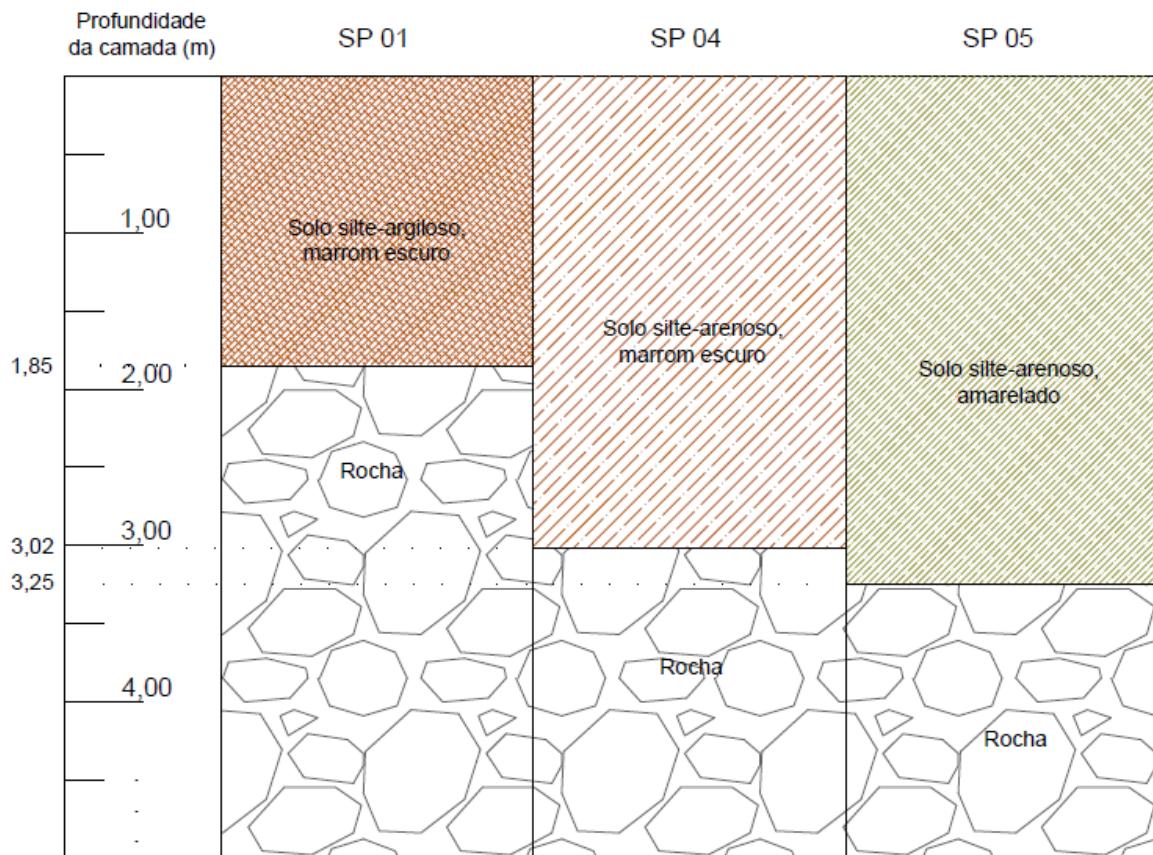 Profundidade
da camada (m)
SP 01
SP 04
SP 05
1,00
Solo silte-argiloso,
marrom escuro
Solo silte-arenoso,
marrom escuro
1,85
2,00
Solo silte-arenoso,
amarelado
Rocha
3,00
3,02
3,25
Rocha
4,00
Rocha